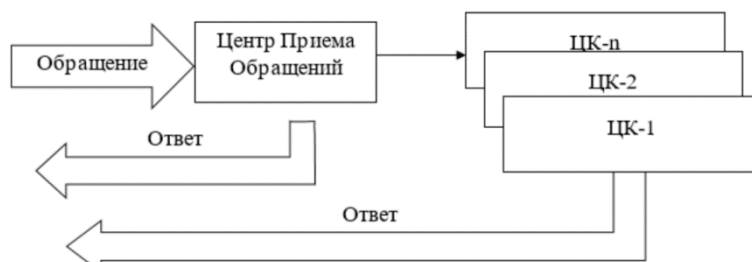 Обращение
Центр Приема
Обращений
ЦК-n
ЦК-2
ЦК-1
Ответ
Ответ